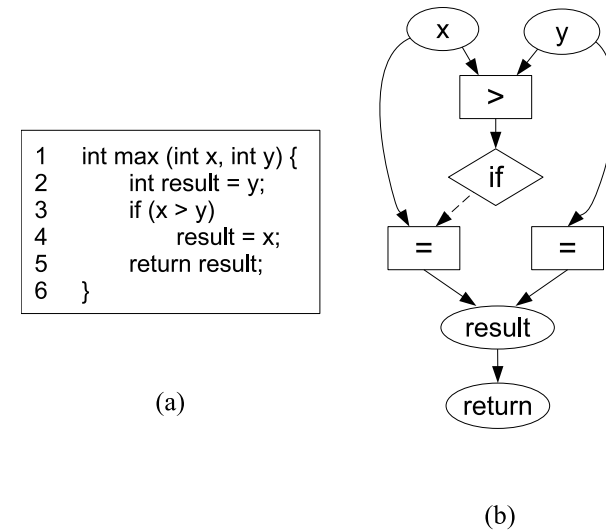 1 int max (int x, int y) {
2 int result = y;
3 if (x > y)
4 result = x;
5 return result;
6 }
(a)
x y
>
if
= =
result
return
(b)